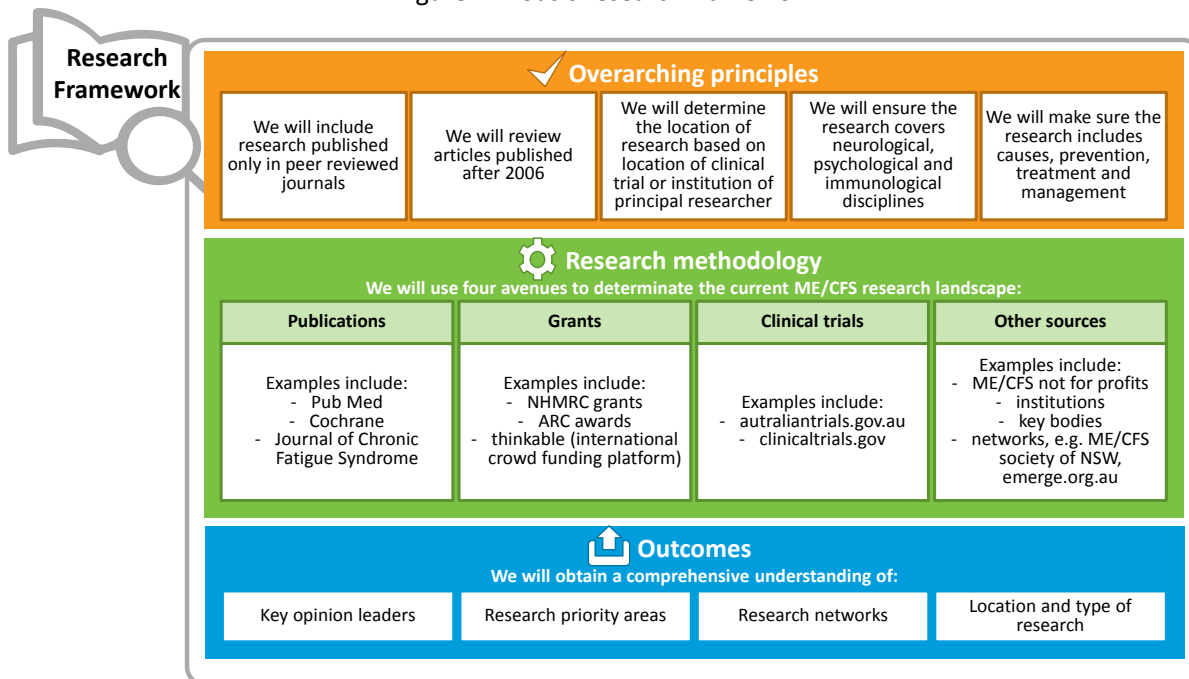 Research
Framework
Overarching principles
We will include
research published
only in peer reviewed
journals
We will review
articles published
after 2006
We will determine
the location of
research based on
location of clinical
trial or institution of
principal researcher
We will ensure the
research covers
neurological,
psychological and
immunological
disciplines
We will make sure the
research includes
causes, prevention,
treatment and
management
Research methodology
We will use four avenues to determinate the current ME/CFS research landscape:
Publications
Grants
Clinical trials
Other sources
Examples include:
- Pub Med
- Cochrane
- Journal of Chronic
Fatigue Syndrome
Examples include:
- NHMRC grants
- ARC awards
- thinkable (international
crowd funding platform)
Examples include:
- autraliantrials.gov.au
- clinicaltrials.gov
Examples include:
- ME/CFS not for profits
- institutions
- key bodies
- networks, e.g. ME/CFS
society of NSW,
emerge.org.au
Outcomes
We will obtain a comprehensive understanding of:
Key opinion leaders
Research priority areas
Research networks
Location and type of
research